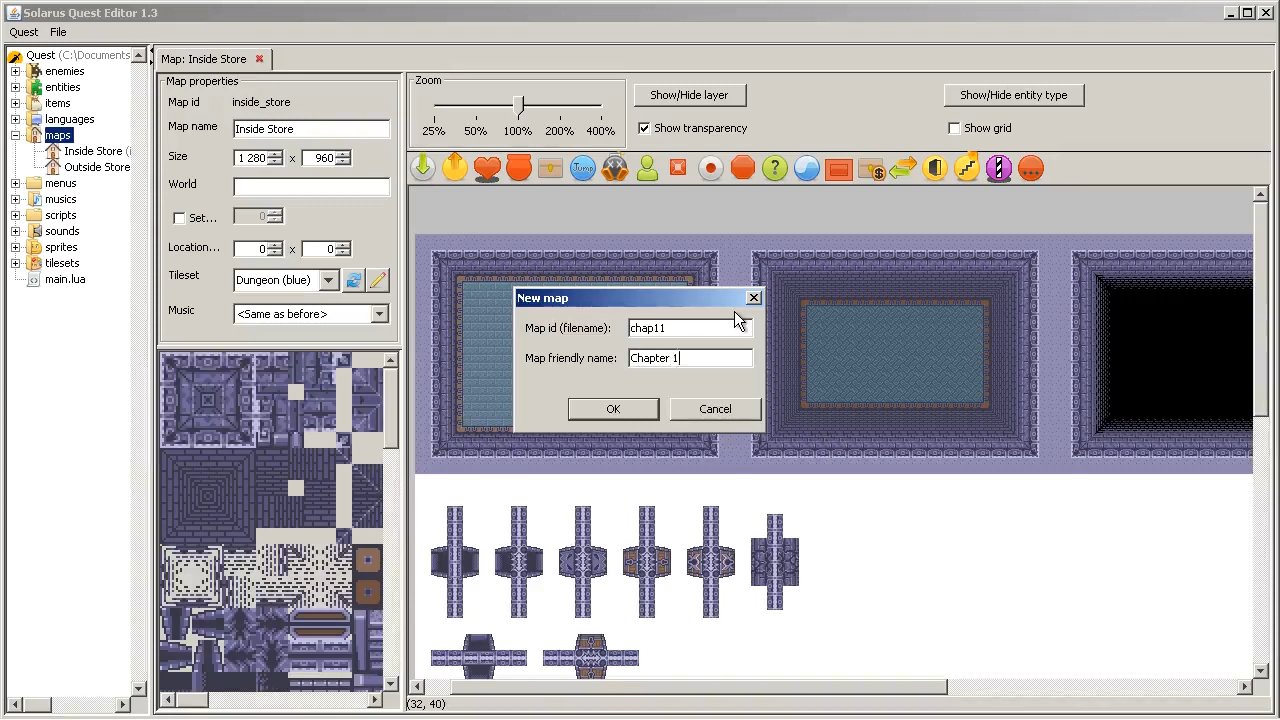 Solarus Quest Editor 1.3
Quest File
Quest (C:\Documents
enemies
entities
items
languages
maps
Inside Store (i
Outside Store
menus
musics
scripts
sounds
sprites
tilesets
main.lua
Map: Inside Store
Map properties
Map id inside_store
Map name Inside Store
Size 1 280 x 960
World
Set... 0
Location... 0 x 0
Tileset Dungeon (blue)
Music <Same as before>
Zoom
25% 50% 100% 200% 400%
Show/Hide layer
Show transparency
Show/Hide entity type
Show grid
Jump
?
$
...
New map
Map id (filename): chap11
Map friendly name: Chapter 1
OK Cancel
(32, 40)